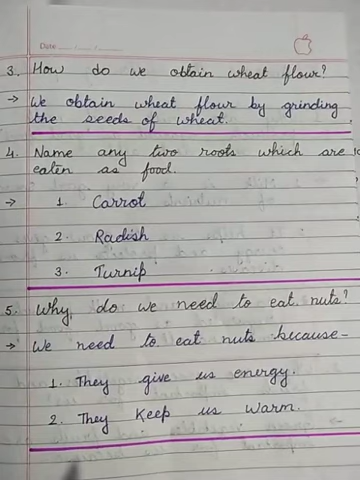 Date
3. How do we obtain wheat flour?
→ We obtain wheat flour by grinding
the seeds of wheat.
4. Name any two roots which are
eaten as food.
→ 1. Carrot
2. Radish
3. Turnip
5. Why do we need to eat nuts?
→ We need to eat nuts because-
1. They give us energy.
2. They keep us warm.